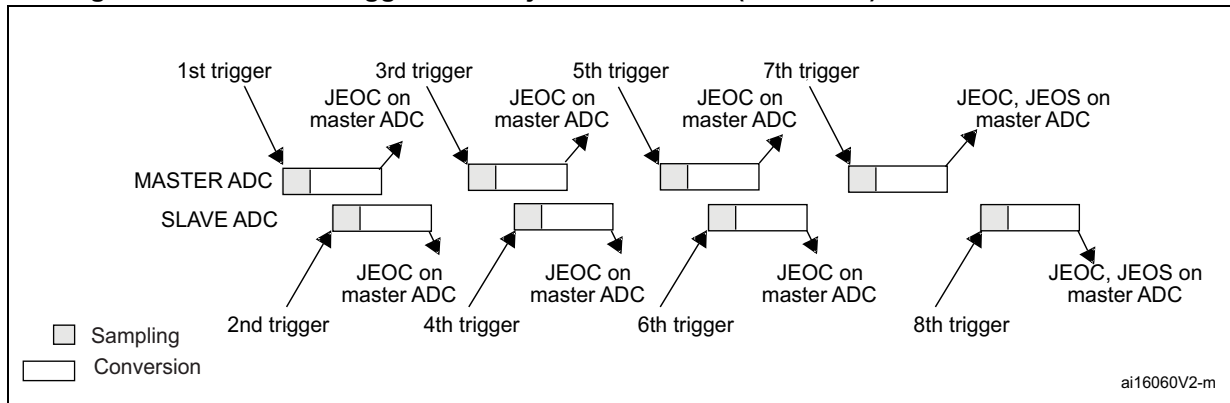 1st trigger
3rd trigger
5th trigger
7th trigger
JEOC on
master ADC
JEOC on
master ADC
JEOC on
master ADC
JEOC, JEOS on
master ADC
MASTER ADC
SLAVE ADC
JEOC on
master ADC
JEOC on
master ADC
JEOC on
master ADC
JEOC, JEOS on
master ADC
2nd trigger
4th trigger
6th trigger
8th trigger
Sampling
Conversion
ai16060V2-m